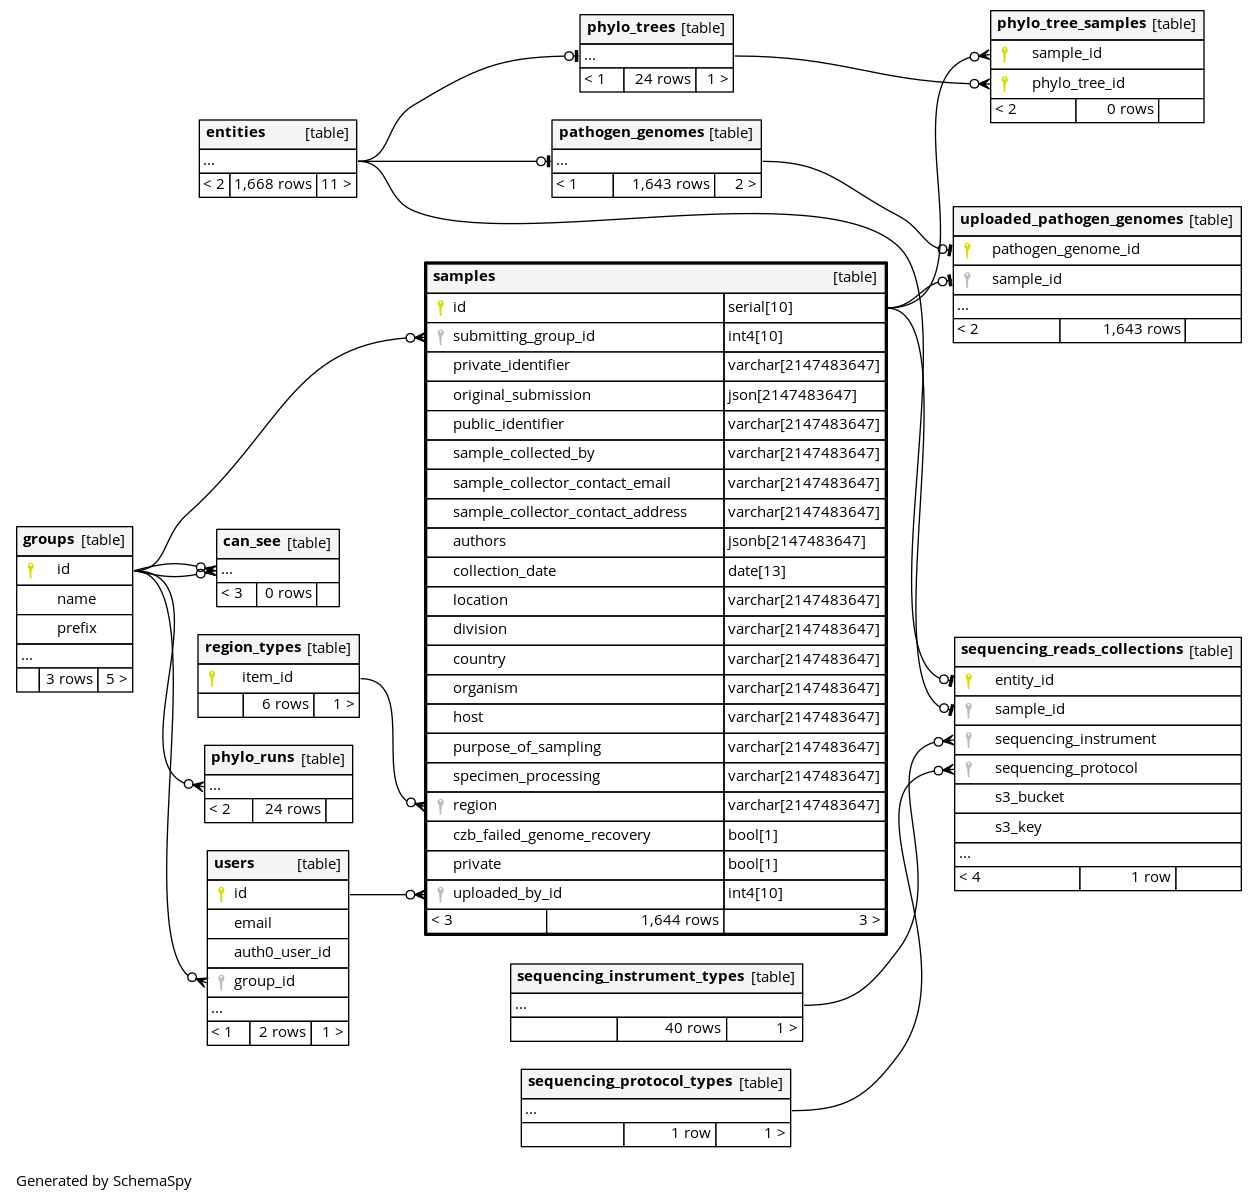 phylo_trees [table]
...
< 1 24 rows 1 >
phylo_tree_samples [table]
sample_id
phylo_tree_id
< 2 0 rows
entities [table]
...
< 2 1,668 rows 11 >
pathogen_genomes [table]
...
< 1 1,643 rows 2 >
uploaded_pathogen_genomes [table]
pathogen_genome_id
sample_id
...
< 2 1,643 rows
samples [table]
id serial[10]
submitting_group_id int4[10]
private_identifier varchar[2147483647]
original_submission json[2147483647]
public_identifier varchar[2147483647]
sample_collected_by varchar[2147483647]
sample_collector_contact_email varchar[2147483647]
sample_collector_contact_address varchar[2147483647]
authors jsonb[2147483647]
collection_date date[13]
location varchar[2147483647]
division varchar[2147483647]
country varchar[2147483647]
organism varchar[2147483647]
host varchar[2147483647]
purpose_of_sampling varchar[2147483647]
specimen_processing varchar[2147483647]
region varchar[2147483647]
czb_failed_genome_recovery bool[1]
private bool[1]
uploaded_by_id int4[10]
< 3 1,644 rows 3 >
groups [table]
id
name
prefix
...
3 rows 5 >
can_see [table]
...
< 3 0 rows
region_types [table]
item_id
6 rows 1 >
phylo_runs [table]
...
< 2 24 rows
users [table]
id
email
auth0_user_id
group_id
...
< 1 2 rows 1 >
sequencing_reads_collections [table]
entity_id
sample_id
sequencing_instrument
sequencing_protocol
s3_bucket
s3_key
...
< 4 1 row
sequencing_instrument_types [table]
...
40 rows 1 >
sequencing_protocol_types [table]
...
1 row 1 >
Generated by SchemaSpy